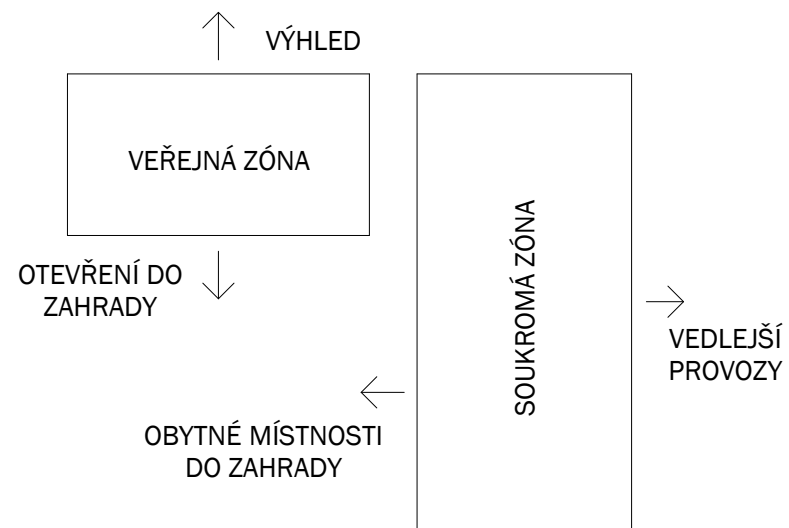 VÝHLED
VEŘEJNÁ ZÓNA
OTEVŘENÍ DO
ZAHRADY
SOUKROMÁ ZÓNA
VEDLEJŠÍ
PROVOZY
OBYTNÉ MÍSTNOSTI
DO ZAHRADY